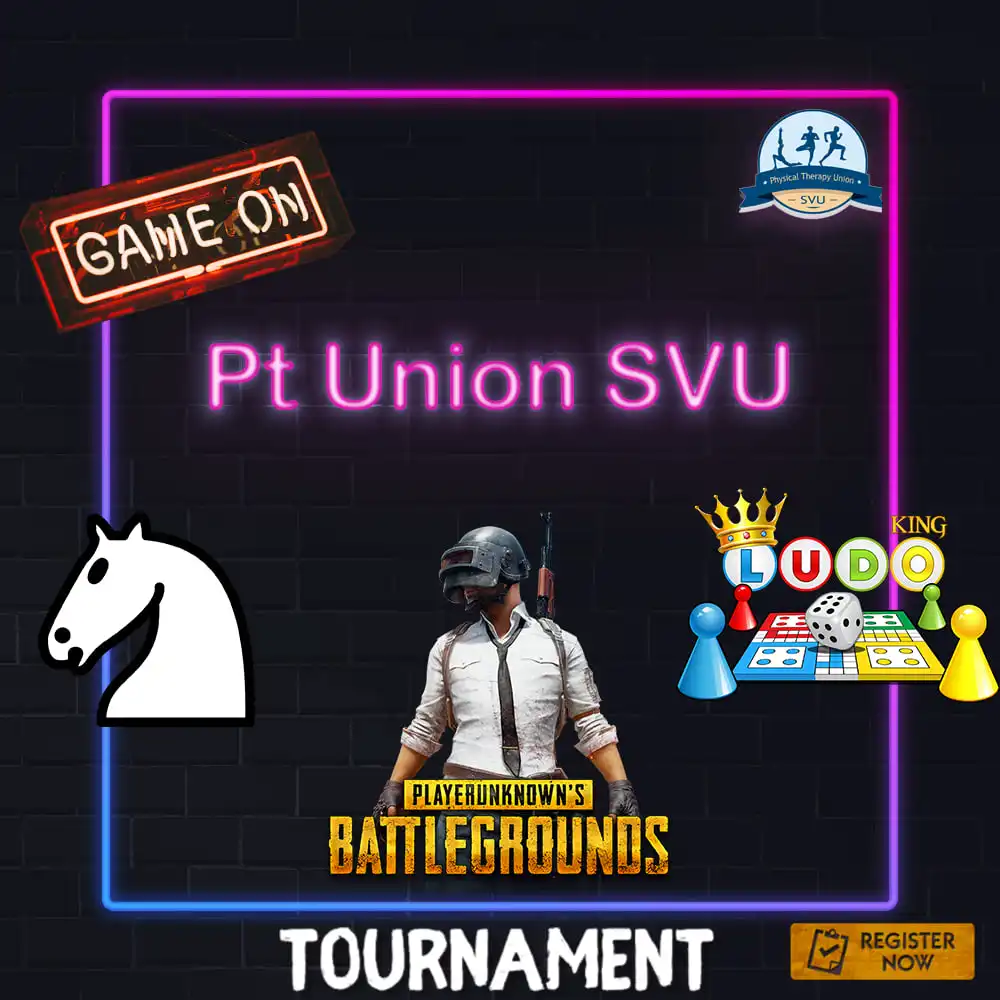 GAME ON
Physical Therapy Union
SVU
Pt Union SVU
KING
LUDO
PLAYERUNKNOWN'S
BATTLEGROUNDS
TOURNAMENT
REGISTER
NOW